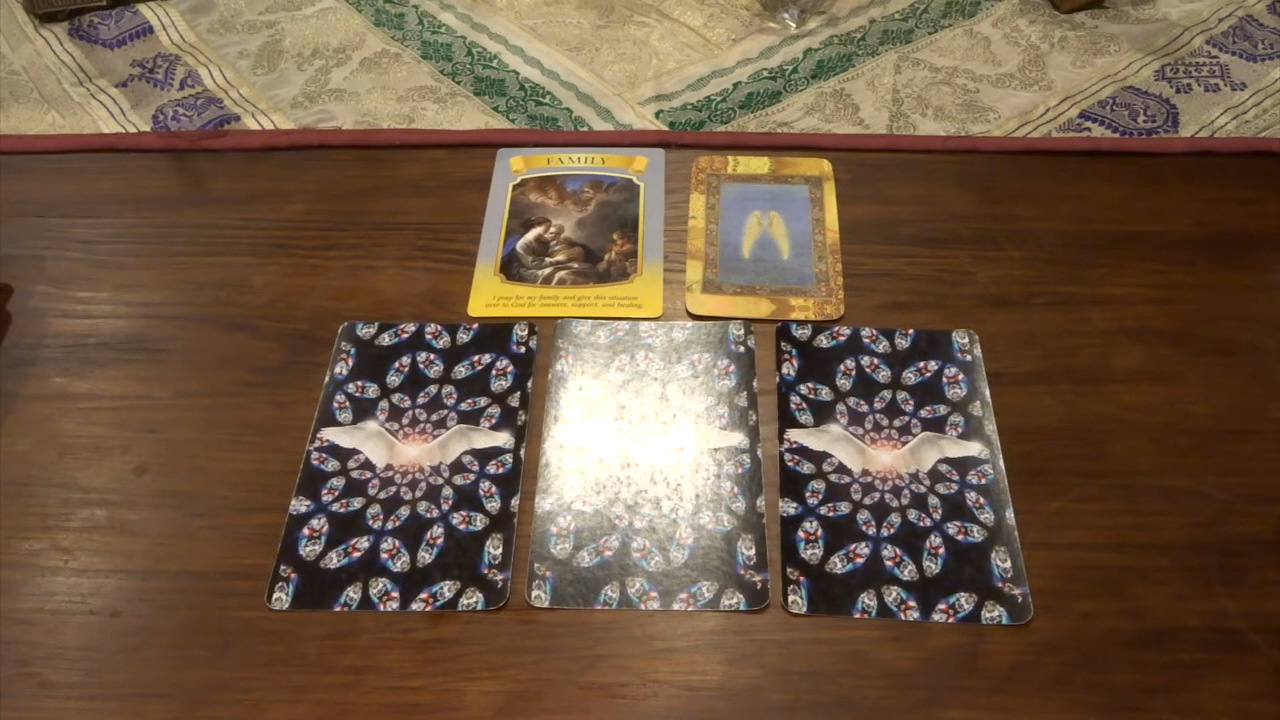 FAMILY
I pray for my family and give this situation
over to God for answers, support, and healing.